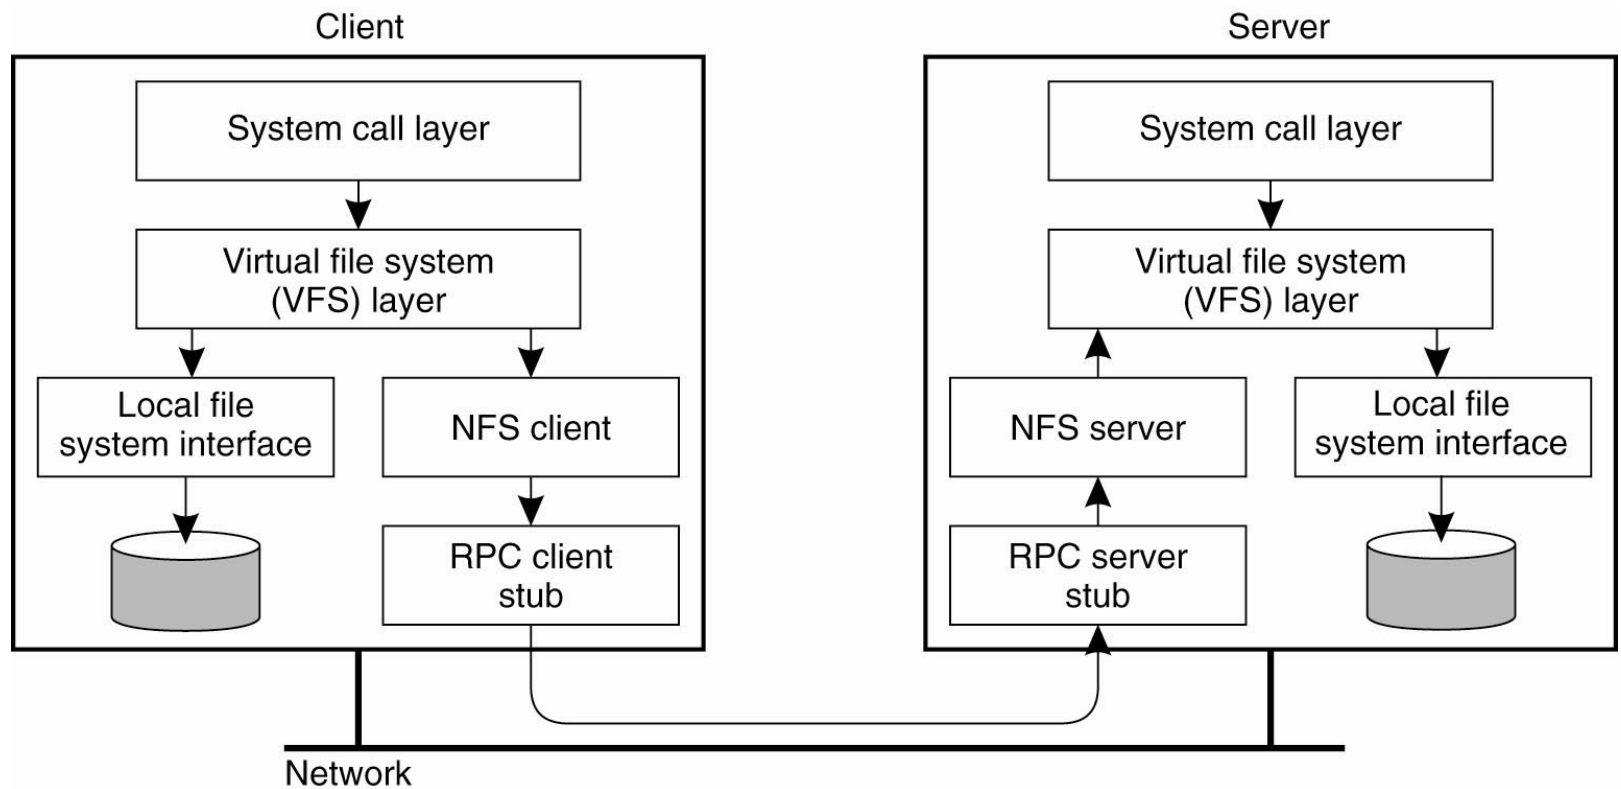 Client
Server
System call layer
System call layer
Virtual file system
(VFS) layer
Virtual file system
(VFS) layer
Local file
system interface
NFS client
NFS server
Local file
system interface
RPC client
stub
RPC server
stub
Network